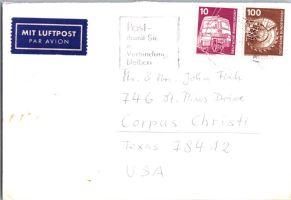 MIT LUFTPOST
PAR AVION
Post-
damit Sie
in
Verbindung
bleiben
10
100
Mr. & Mrs. John
746 St. Pius Drive
Corpus Christi
Texas 78412
USA